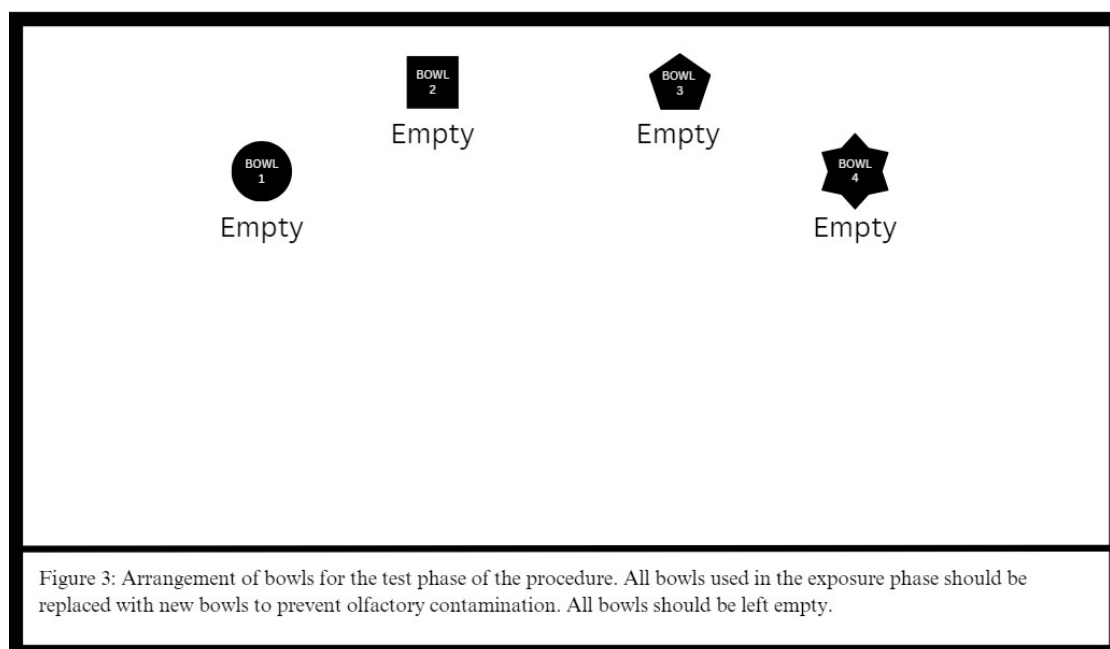 BOWL
2
Empty
BOWL
3
Empty
BOWL
1
Empty
BOWL
4
Empty
Figure 3: Arrangement of bowls for the test phase of the procedure. All bowls used in the exposure phase should be
replaced with new bowls to prevent olfactory contamination. All bowls should be left empty.